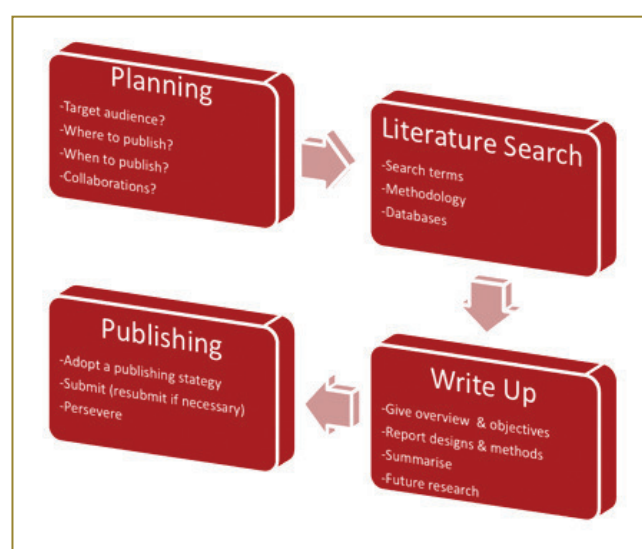 Planning
-Target audience?
-Where to publish?
-When to publish?
-Collaborations?
Literature Search
-Search terms
-Methodology
-Databases
Write Up
-Give overview & objectives
-Report designs & methods
-Summarise
-Future research
Publishing
-Adopt a publishing stategy
-Submit (resubmit if necessary)
-Persevere